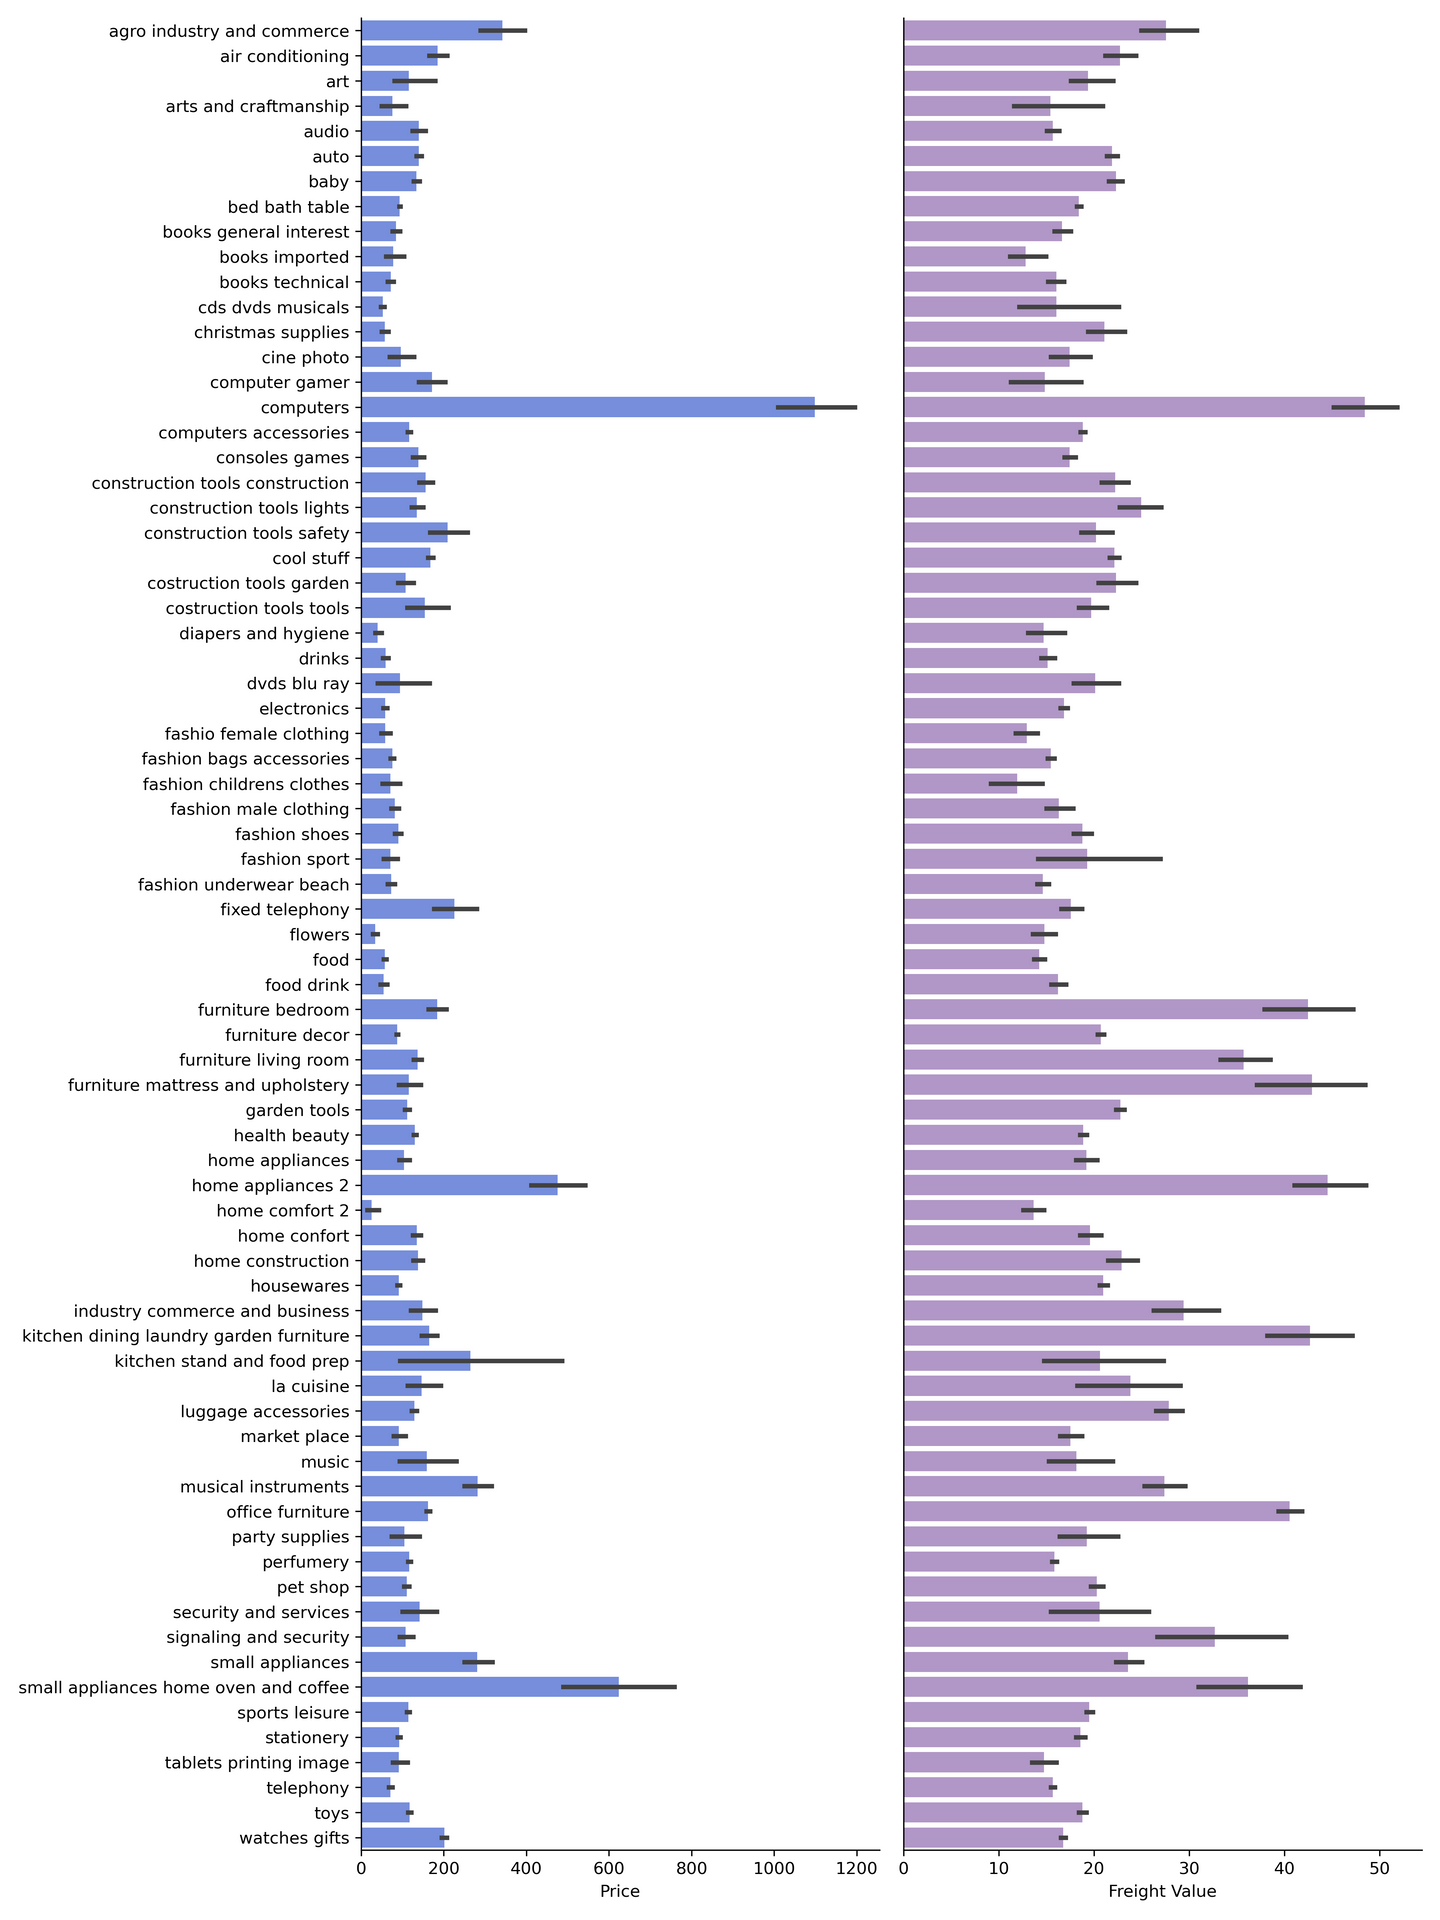 agro industry and commerce
air conditioning
art
arts and craftmanship
audio
auto
baby
bed bath table
books general interest
books imported
books technical
cds dvds musicals
christmas supplies
cine photo
computer gamer
computers
computers accessories
consoles games
construction tools construction
construction tools lights
construction tools safety
cool stuff
costruction tools garden
costruction tools tools
diapers and hygiene
drinks
dvds blu ray
electronics
fashio female clothing
fashion bags accessories
fashion childrens clothes
fashion male clothing
fashion shoes
fashion sport
fashion underwear beach
fixed telephony
flowers
food
food drink
furniture bedroom
furniture decor
furniture living room
furniture mattress and upholstery
garden tools
health beauty
home appliances
home appliances 2
home comfort 2
home confort
home construction
housewares
industry commerce and business
kitchen dining laundry garden furniture
kitchen stand and food prep
la cuisine
luggage accessories
market place
music
musical instruments
office furniture
party supplies
perfumery
pet shop
security and services
signaling and security
small appliances
small appliances home oven and coffee
sports leisure
stationery
tablets printing image
telephony
toys
watches gifts
0 200 400 600 800 1000 1200
Price
0 10 20 30 40 50
Freight Value